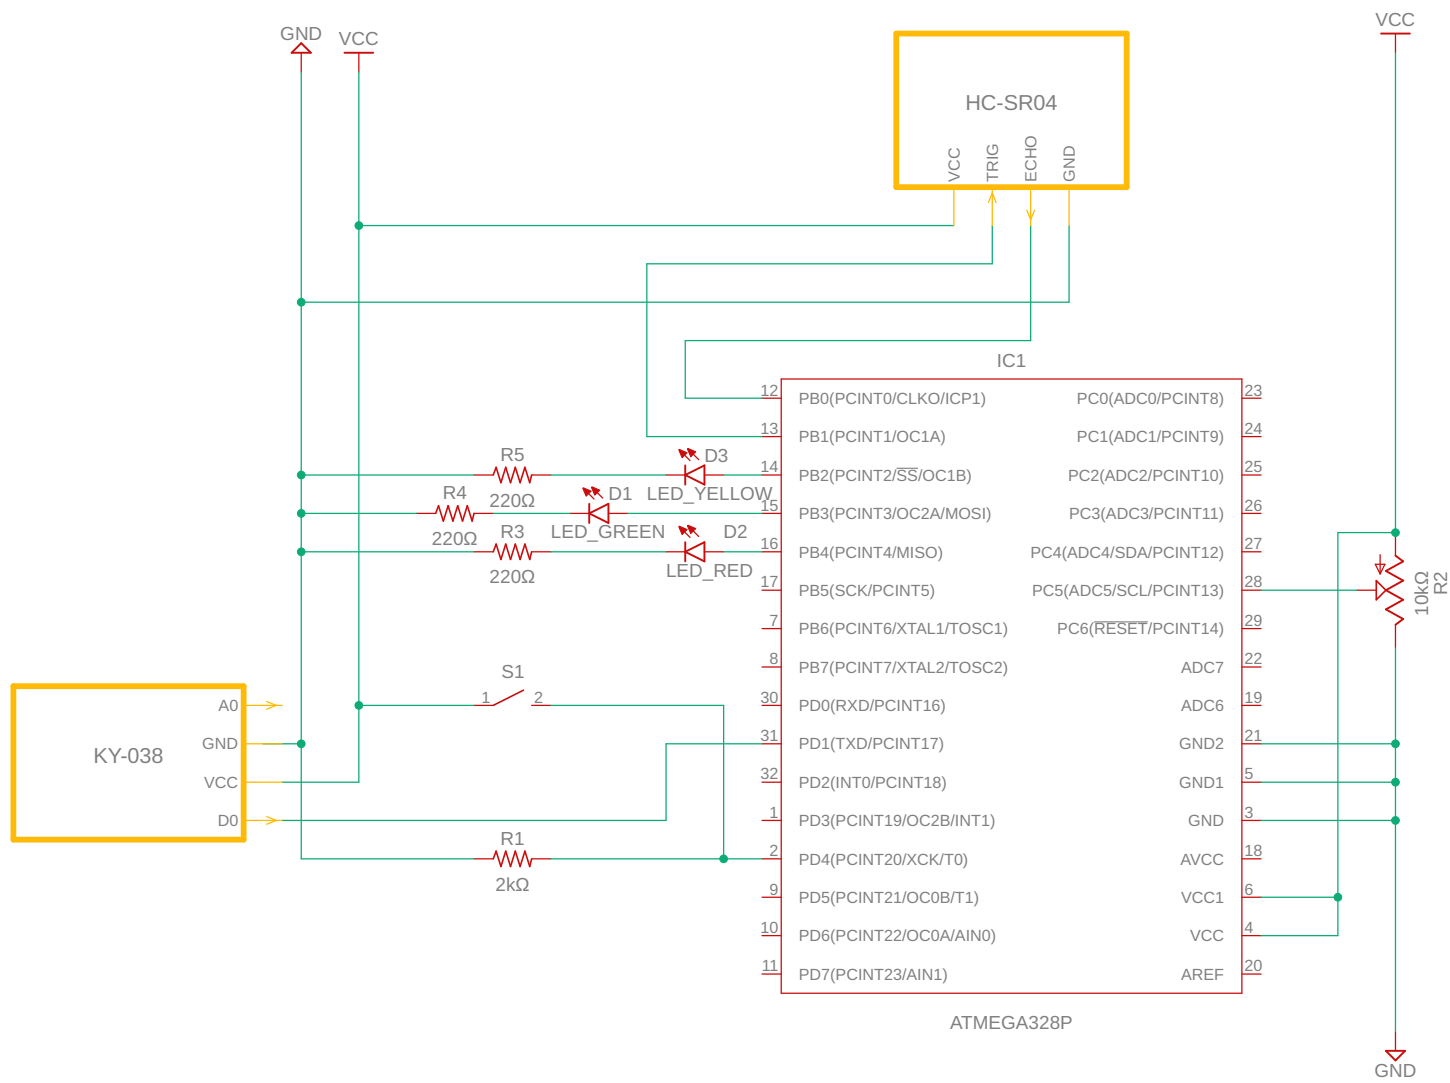 GND
VCC
VCC
HC-SR04
VCC
TRIG
ECHO
GND
IC1
12 PB0(PCINT0/CLKO/ICP1) PC0(ADC0/PCINT8) 23
13 PB1(PCINT1/OC1A) PC1(ADC1/PCINT9) 24
R5
D3
14 PB2(PCINT2/SS/OC1B) PC2(ADC2/PCINT10) 25
220Ω
LED_YELLOW
R4
D1
15 PB3(PCINT3/OC2A/MOSI) PC3(ADC3/PCINT11) 26
220Ω
LED_GREEN
R3
D2
16 PB4(PCINT4/MISO) PC4(ADC4/SDA/PCINT12) 27
220Ω
LED_RED
17 PB5(SCK/PCINT5) PC5(ADC5/SCL/PCINT13) 28
10kΩ
R2
7 PB6(PCINT6/XTAL1/TOSC1) PC6(RESET/PCINT14) 29
8 PB7(PCINT7/XTAL2/TOSC2) ADC7 22
S1
1 2
30 PD0(RXD/PCINT16) ADC6 19
31 PD1(TXD/PCINT17) GND2 21
32 PD2(INT0/PCINT18) GND1 5
1 PD3(PCINT19/OC2B/INT1) GND 3
KY-038
A0
GND
VCC
D0
R1
2kΩ
2 PD4(PCINT20/XCK/T0) AVCC 18
9 PD5(PCINT21/OC0B/T1) VCC1 6
10 PD6(PCINT22/OC0A/AIN0) VCC 4
11 PD7(PCINT23/AIN1) AREF 20
ATMEGA328P
GND